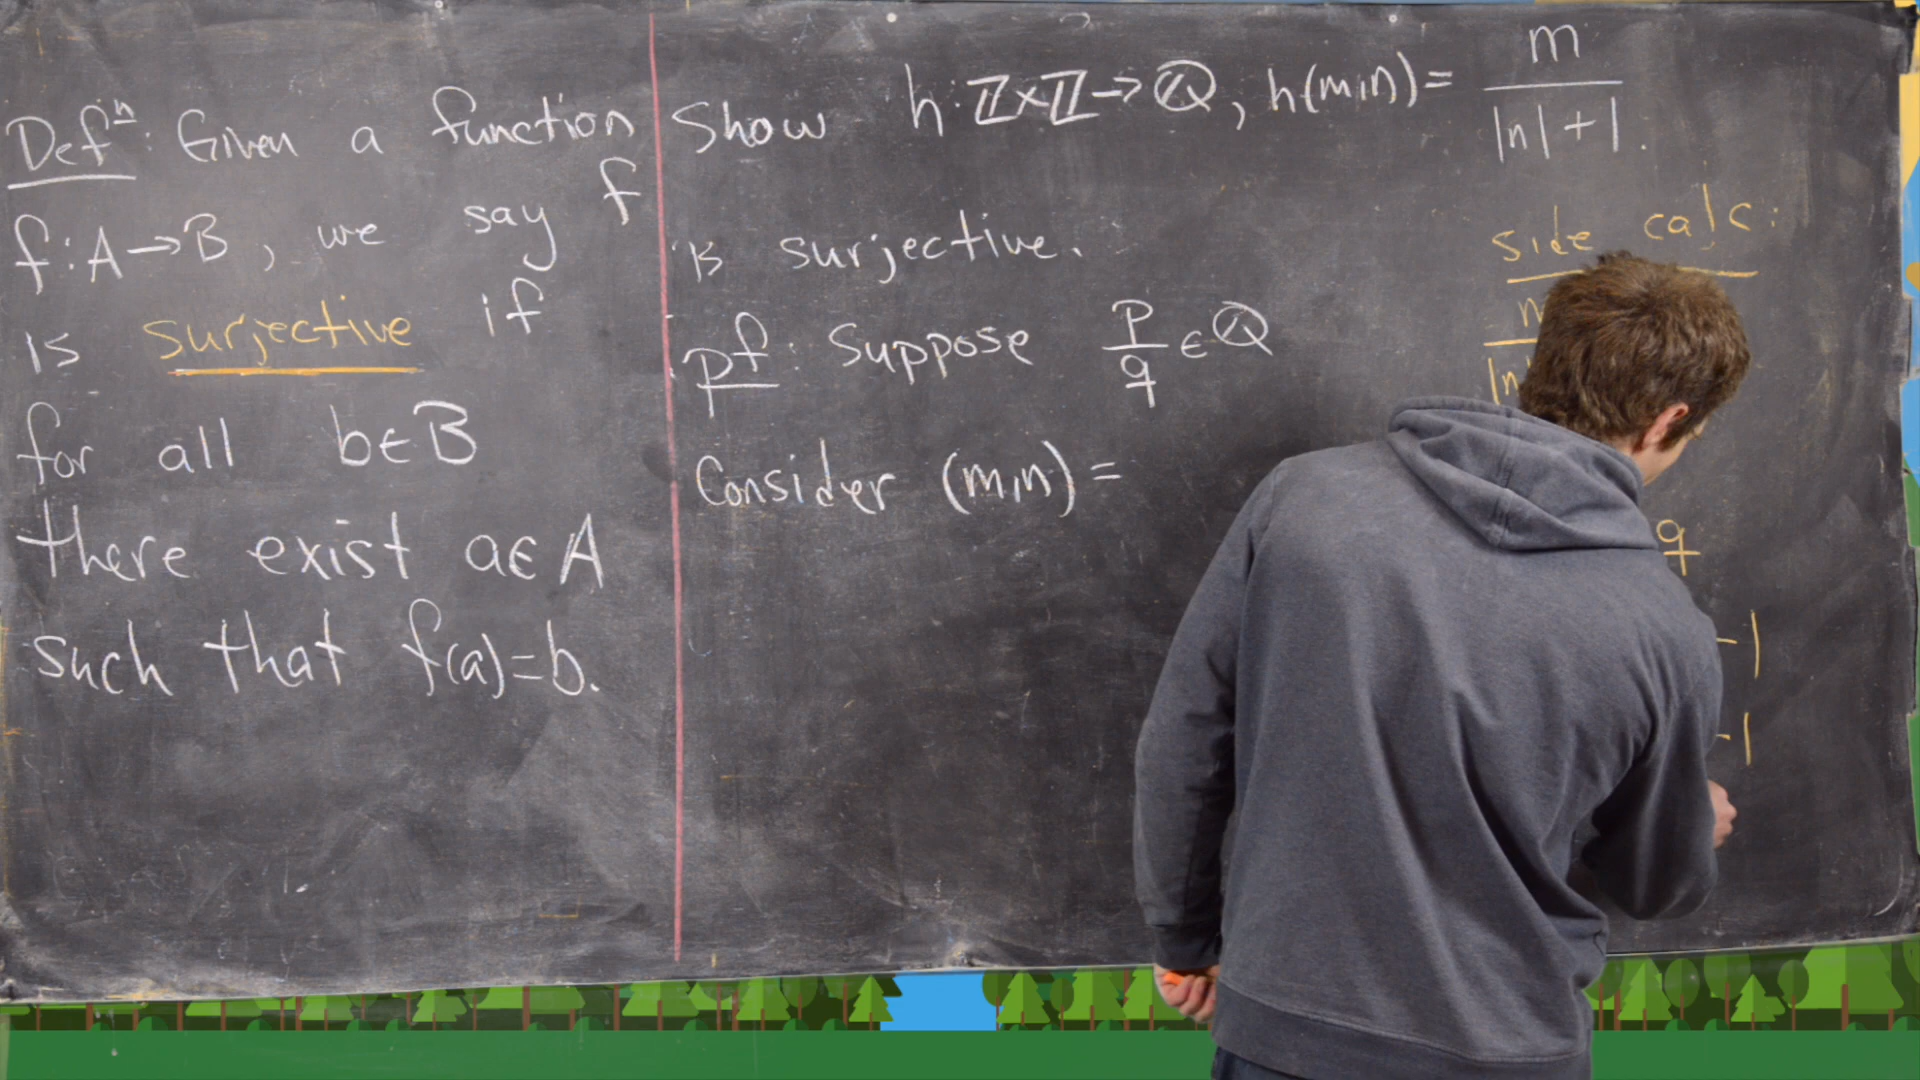 Defⁿ: Given a function
f: A→B, we say f
is surjective if
for all b∈B
there exist a∈A
such that f(a)=b.
Show h: ℤ×ℤ→ℚ, h(m,n)= m/(|n|+1).
is surjective.
pf: Suppose p/q ∈ℚ
Consider (m,n) =
side calc:
q
-1
-1